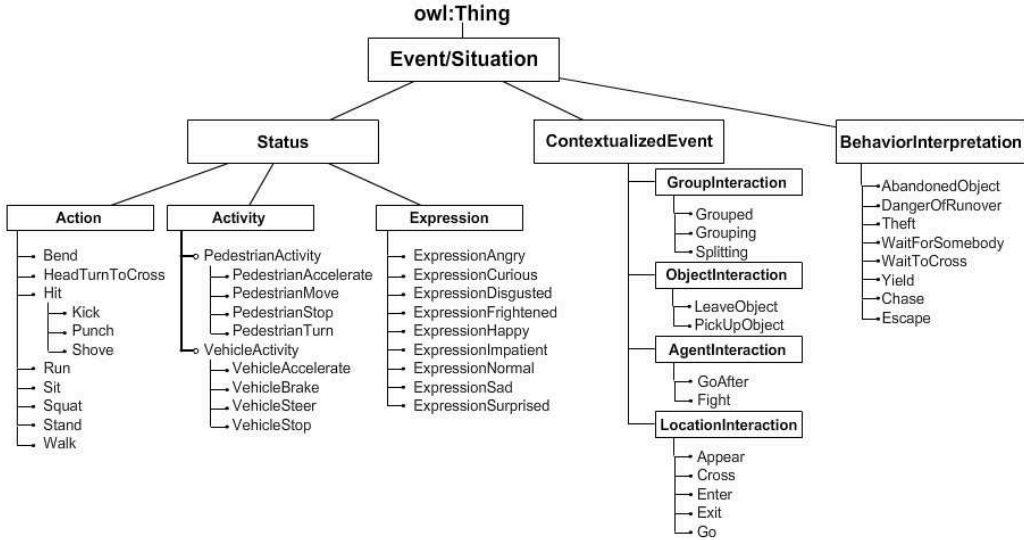 owl:Thing
Event/Situation
Status
ContextualizedEvent
BehaviorInterpretation
Action
Bend
HeadTurnToCross
Hit
Kick
Punch
Shove
Run
Sit
Squat
Stand
Walk
Activity
PedestrianActivity
PedestrianAccelerate
PedestrianMove
PedestrianStop
PedestrianTurn
VehicleActivity
VehicleAccelerate
VehicleBrake
VehicleSteer
VehicleStop
Expression
ExpressionAngry
ExpressionCurious
ExpressionDisgusted
ExpressionFrightened
ExpressionHappy
ExpressionImpatient
ExpressionNormal
ExpressionSad
ExpressionSurprised
GroupInteraction
Grouped
Grouping
Splitting
ObjectInteraction
LeaveObject
PickUpObject
AgentInteraction
GoAfter
Fight
LocationInteraction
Appear
Cross
Enter
Exit
Go
AbandonedObject
DangerOfRunover
Theft
WaitForSomebody
WaitToCross
Yield
Chase
Escape